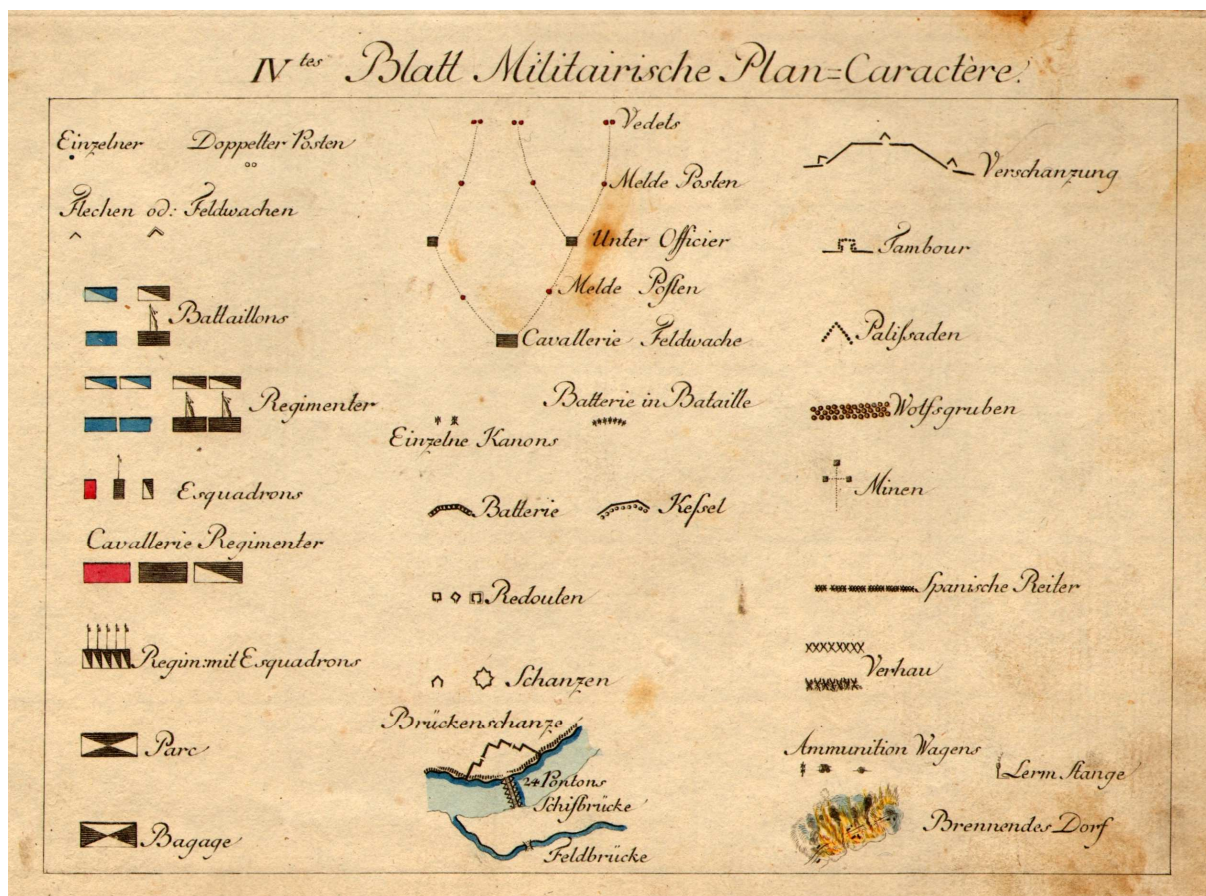 IVtes Blatt Militairische Plan=Caractère.
Einzelner Doppelter Posten
Flechen od: Feldwachen
Battaillons
Regimenter
Esquadrons
Cavallerie Regimenter
Regim: mit Esquadrons
Parc
Bagage
Vedets
Melde Posten
Unter Officier
Melde Posten
Cavallerie Feldwache
Batterie in Bataille
Einzelne Kanons
Batterie Keſsel
Redouten
Schanzen
Brückenschanze
24 Pontons
Schifbrücke
Feldbrücke
Verschanzung
Tambour
Paliſsaden
Wolfsgruben
Minen
Spanische Reiter
Verhau
Ammunition Wagens
Lerm Stange
Brennendes Dorf